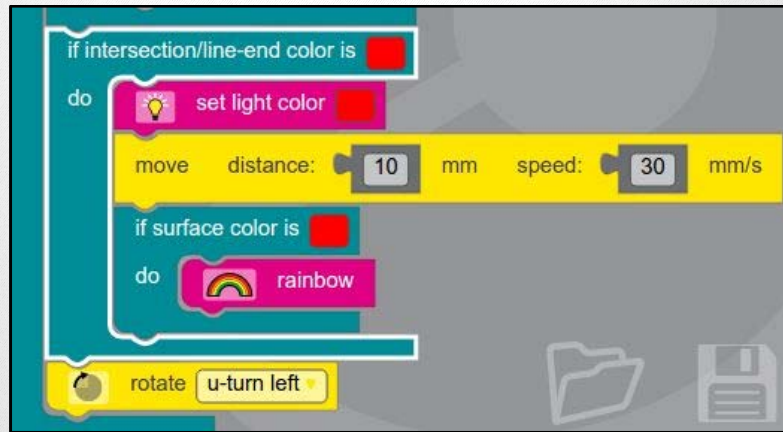 if intersection/line-end color is
do
set light color
move distance: 10 mm speed: 30 mm/s
if surface color is
do
rainbow
rotate u-turn left